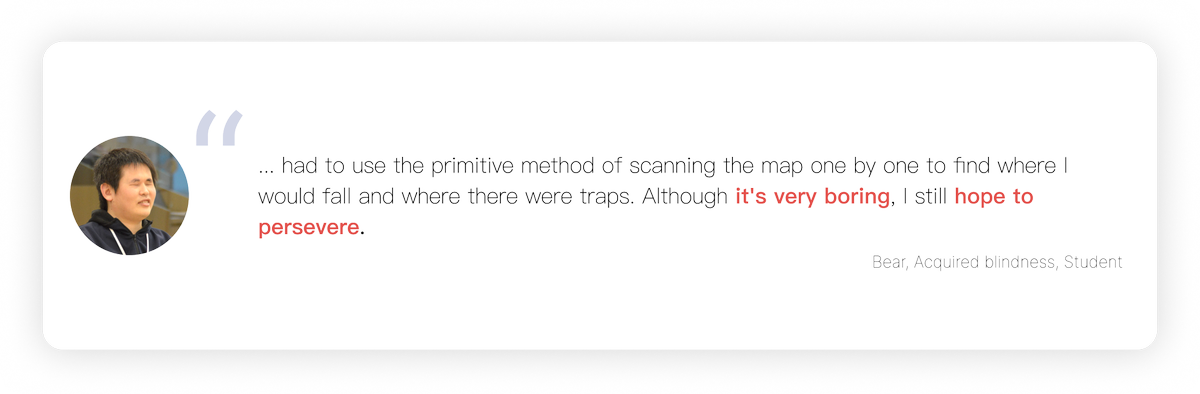 “
... had to use the primitive method of scanning the map one by one to find where I
would fall and where there were traps. Although it's very boring, I still hope to
persevere.
Bear, Acquired blindness, Student